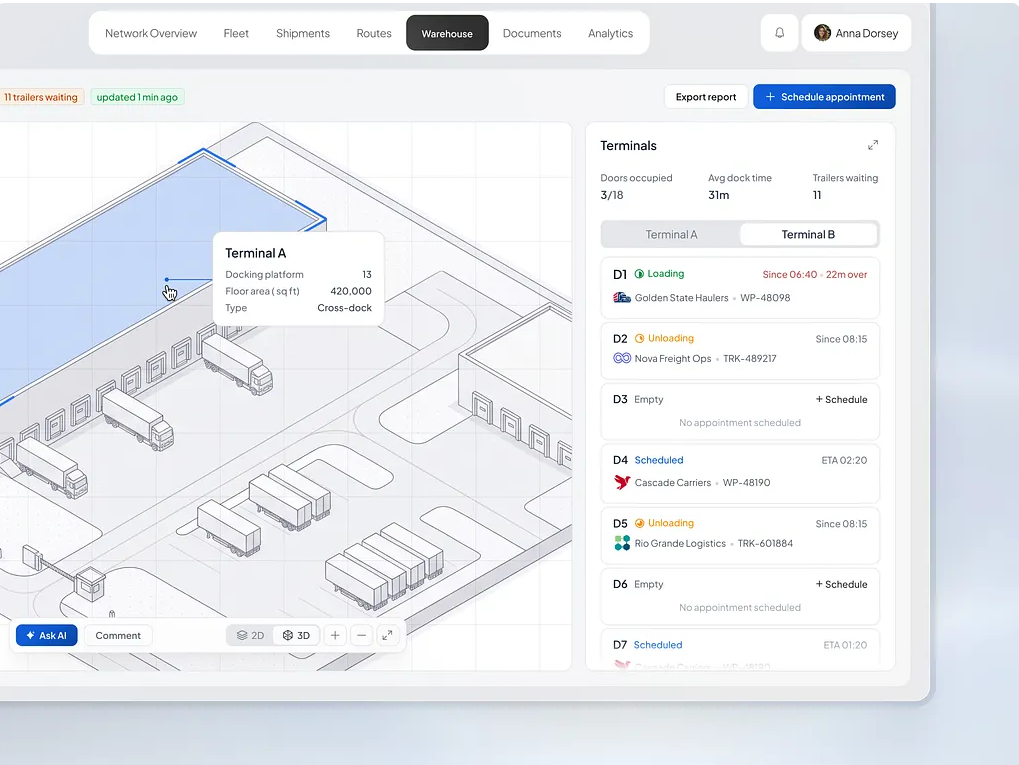 Network Overview
Fleet
Shipments
Routes
Warehouse
Documents
Analytics
Anna Dorsey
11 trailers waiting
updated 1 min ago
Export report
+ Schedule appointment
Terminal A
Docking platform 13
Floor area ( sq ft) 420,000
Type Cross-dock
Ask AI
Comment
2D
3D
Terminals
Doors occupied Avg dock time Trailers waiting
3/18 31m 11
Terminal A Terminal B
D1 Loading Since 06:40 • 22m over
Golden State Haulers • WP-48098
D2 Unloading Since 08:15
Nova Freight Ops • TRK-489217
D3 Empty + Schedule
No appointment scheduled
D4 Scheduled ETA 02:20
Cascade Carriers • WP-48190
D5 Unloading Since 08:15
Rio Grande Logistics • TRK-601884
D6 Empty + Schedule
No appointment scheduled
D7 Scheduled ETA 01:20
Cascade Carriers • WP-48190